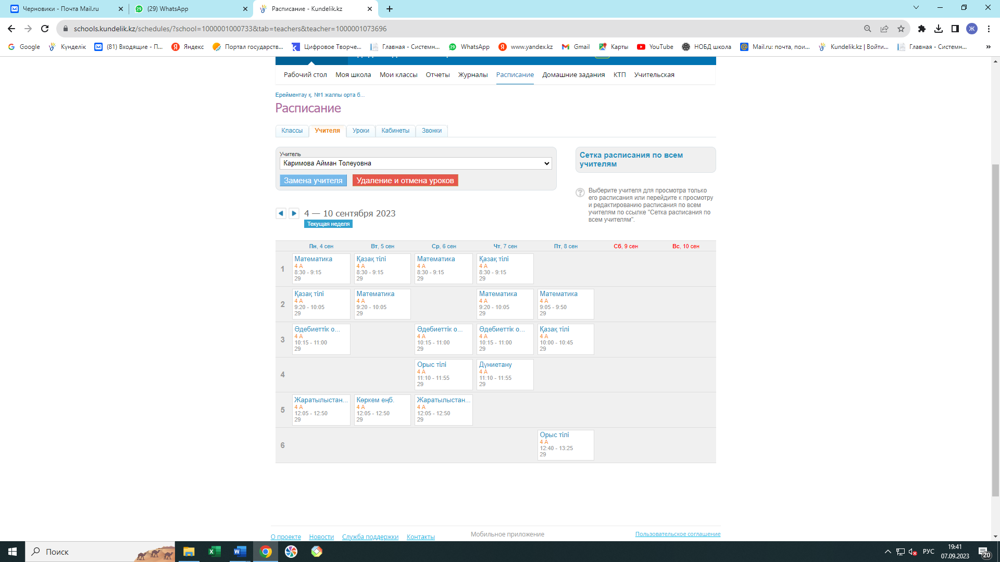 Черновики - Почта Mail.ru
(29) WhatsApp
Расписание - Kundelik.kz
schools.kundelik.kz/schedules/?school=1000001000733&tab=teachers&teacher=1000001073696
Ж
Google
Күнделік
(81) Входящие - П...
Яндекс
Портал государств...
Цифровое Творче...
Главная - Системн...
WhatsApp
www.yandex.kz
Gmail
Карты
YouTube
НОБД школа
Mail.ru: почта, пои...
Kundelik.kz | Войти...
Главная - Системн...
»
Рабочий стол
Моя школа
Мои классы
Отчеты
Журналы
Расписание
Домашние задания
КТП
Учительская
Ерейментау қ. №1 жалпы орта б...
Расписание
Классы
Учителя
Уроки
Кабинеты
Звонки
Учитель
Каримова Айман Толеуовна
Замена учителя
Удаление и отмена уроков
Сетка расписания по всем
учителям
Выберите учителя для просмотра только
его расписания или перейдите к просмотру
и редактированию расписания по всем
учителям по ссылке "Сетка расписания по
всем учителям".
4 — 10 сентября 2023
Текущая неделя
Пн, 4 сен
Вт, 5 сен
Ср, 6 сен
Чт, 7 сен
Пт, 8 сен
Сб, 9 сен
Вс, 10 сен
1
Математика
4 А
8:30 - 9:15
29
Қазақ тілі
4 А
8:30 - 9:15
29
Математика
4 А
8:30 - 9:15
29
Қазақ тілі
4 А
8:30 - 9:15
29
2
Қазақ тілі
4 А
9:20 - 10:05
29
Математика
4 А
9:20 - 10:05
29
Математика
4 А
9:20 - 10:05
29
Математика
4 А
9:05 - 9:50
29
3
Әдебиеттік о...
4 А
10:15 - 11:00
29
Әдебиеттік о...
4 А
10:15 - 11:00
29
Әдебиеттік о...
4 А
10:15 - 11:00
29
Қазақ тілі
4 А
10:00 - 10:45
29
4
Орыс тілі
4 А
11:10 - 11:55
29
Дүниетану
4 А
11:10 - 11:55
29
5
Жаратылыстан...
4 А
12:05 - 12:50
29
Көркем еңб.
4 А
12:05 - 12:50
29
Жаратылыстан...
4 А
12:05 - 12:50
29
6
Орыс тілі
4 А
12:40 - 13:25
29
О проекте
Новости
Служба поддержки
Контакты
Мобильное приложение
Пользовательское соглашение
Поиск
РУС
19:41
07.09.2023
20